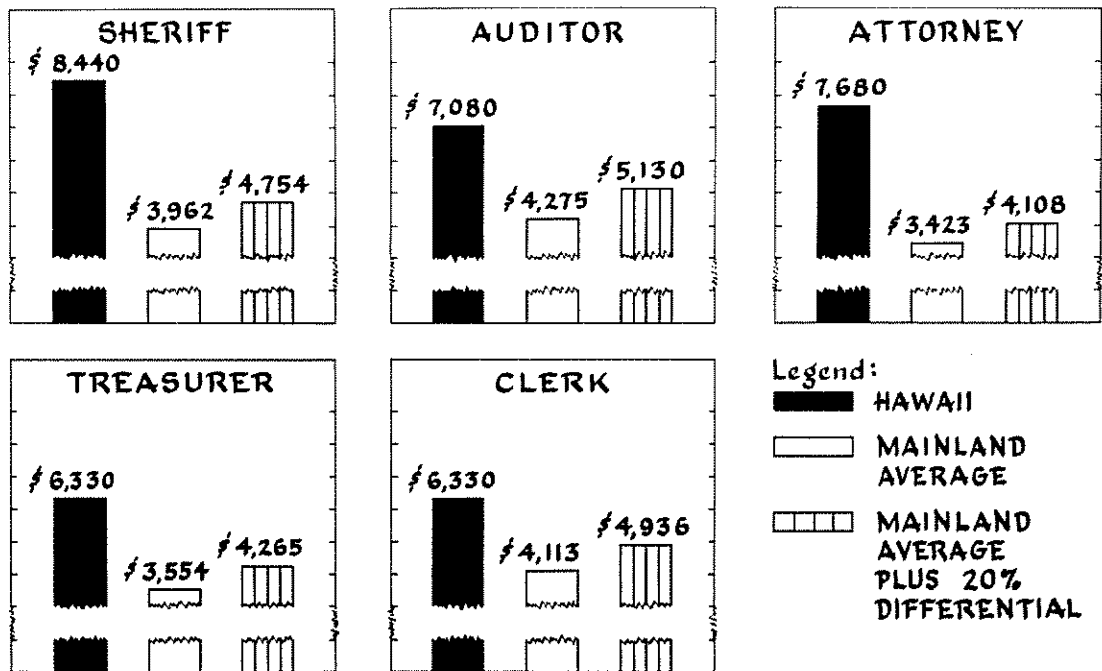 SHERIFF
$ 8,440
$ 3,962
$ 4,754
AUDITOR
$ 7,080
$ 4,275
$ 5,130
ATTORNEY
$ 7,680
$ 3,423
$ 4,108
TREASURER
$ 6,330
$ 3,554
$ 4,265
CLERK
$ 6,330
$ 4,113
$ 4,936
Legend:
HAWAII
MAINLAND
AVERAGE
MAINLAND
AVERAGE
PLUS 20%
DIFFERENTIAL